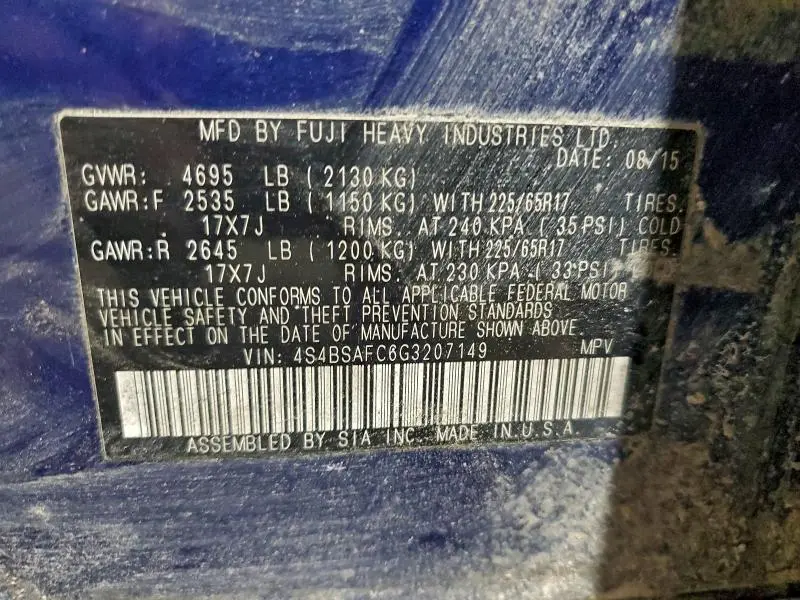 MFD BY FUJI HEAVY INDUSTRIES LTD.
DATE: 08/15
GVWR: 4695 LB ( 2130 KG)
GAWR:F 2535 LB ( 1150 KG) WITH 225/65R17 TIRES,
17X7J RIMS, AT 240 KPA ( 35 PSI) COLD
GAWR:R 2645 LB ( 1200 KG) WITH 225/65R17 TIRES,
17X7J RIMS, AT 230 KPA ( 33 PSI)
THIS VEHICLE CONFORMS TO ALL APPLICABLE FEDERAL MOTOR
VEHICLE SAFETY AND THEFT PREVENTION STANDARDS
IN EFFECT ON THE DATE OF MANUFACTURE SHOWN ABOVE.
VIN: 4S4BSAFC6G3207149 MPV
ASSEMBLED BY SIA INC. MADE IN U.S.A.